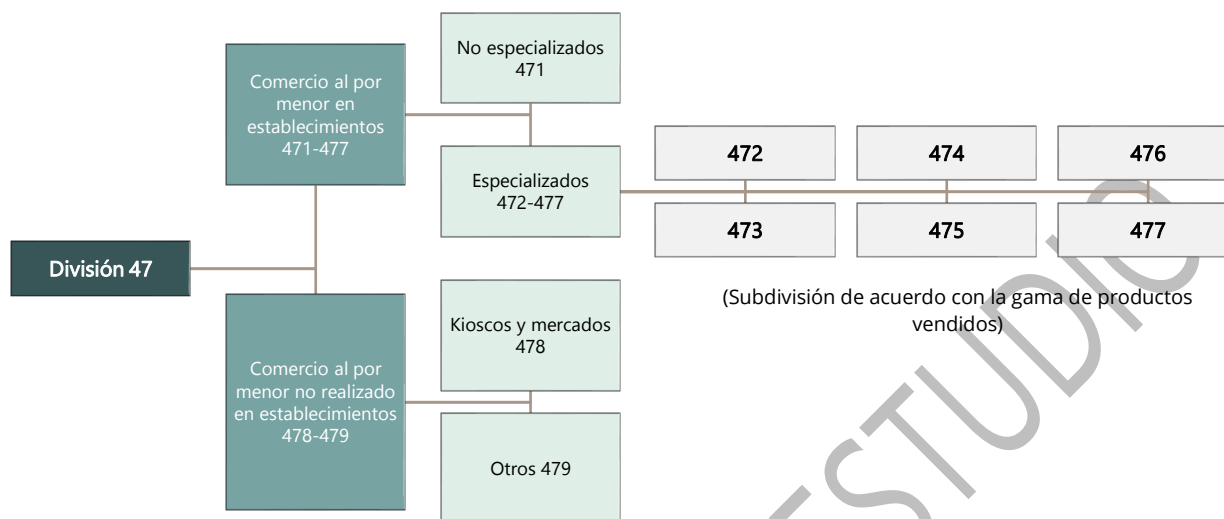 División 47
Comercio al por
menor en
establecimientos
471-477
No especializados
471
Especializados
472-477
472
474
476
473
475
477
(Subdivisión de acuerdo con la gama de productos
vendidos)
Comercio al por
menor no realizado
en establecimientos
478-479
Kioscos y mercados
478
Otros 479
ESTUDIO